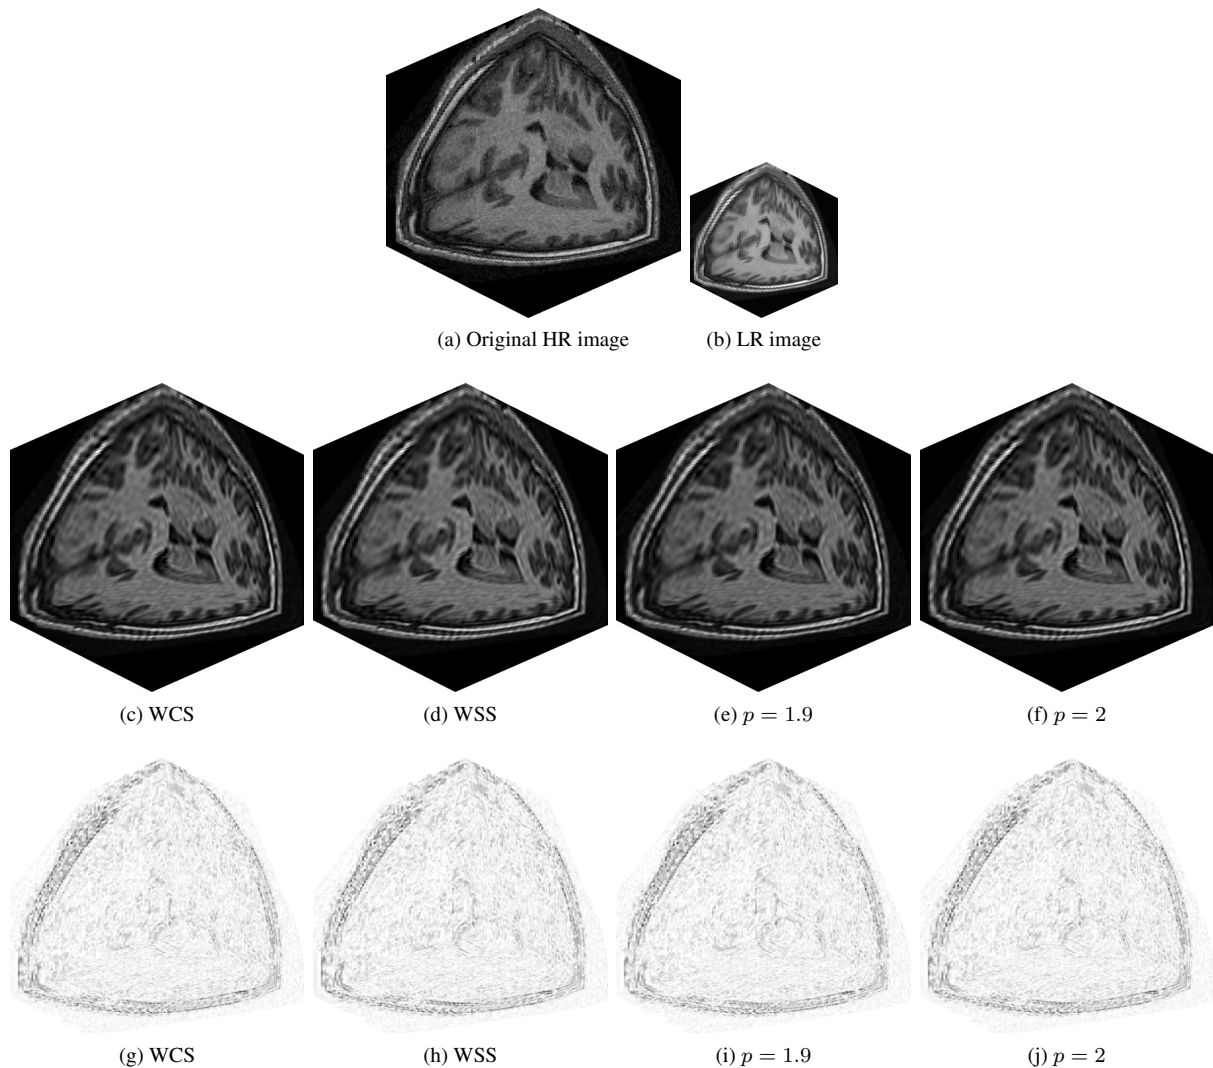 (a) Original HR image
(b) LR image
(c) WCS
(d) WSS
(e) p = 1.9
(f) p = 2
(g) WCS
(h) WSS
(i) p = 1.9
(j) p = 2